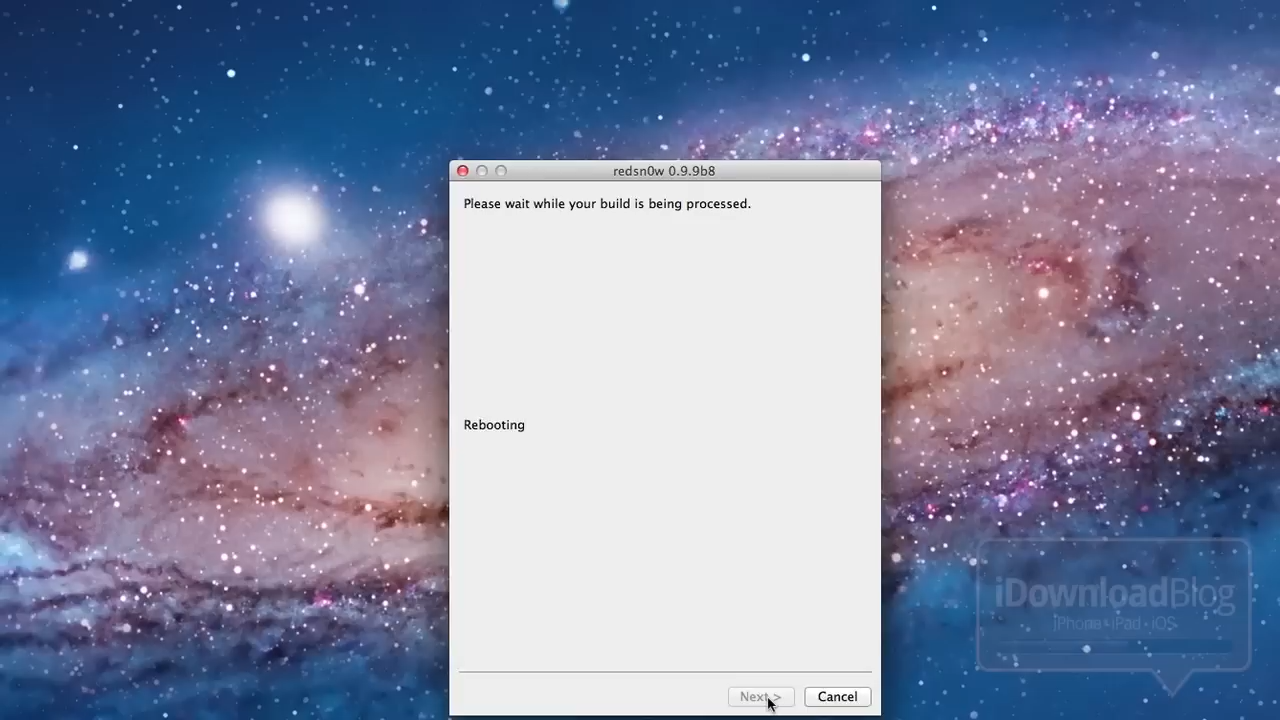 redsn0w 0.9.9b8
Please wait while your build is being processed.
Rebooting
Next >
Cancel
iDownloadBlog
iPhone • iPad • iOS